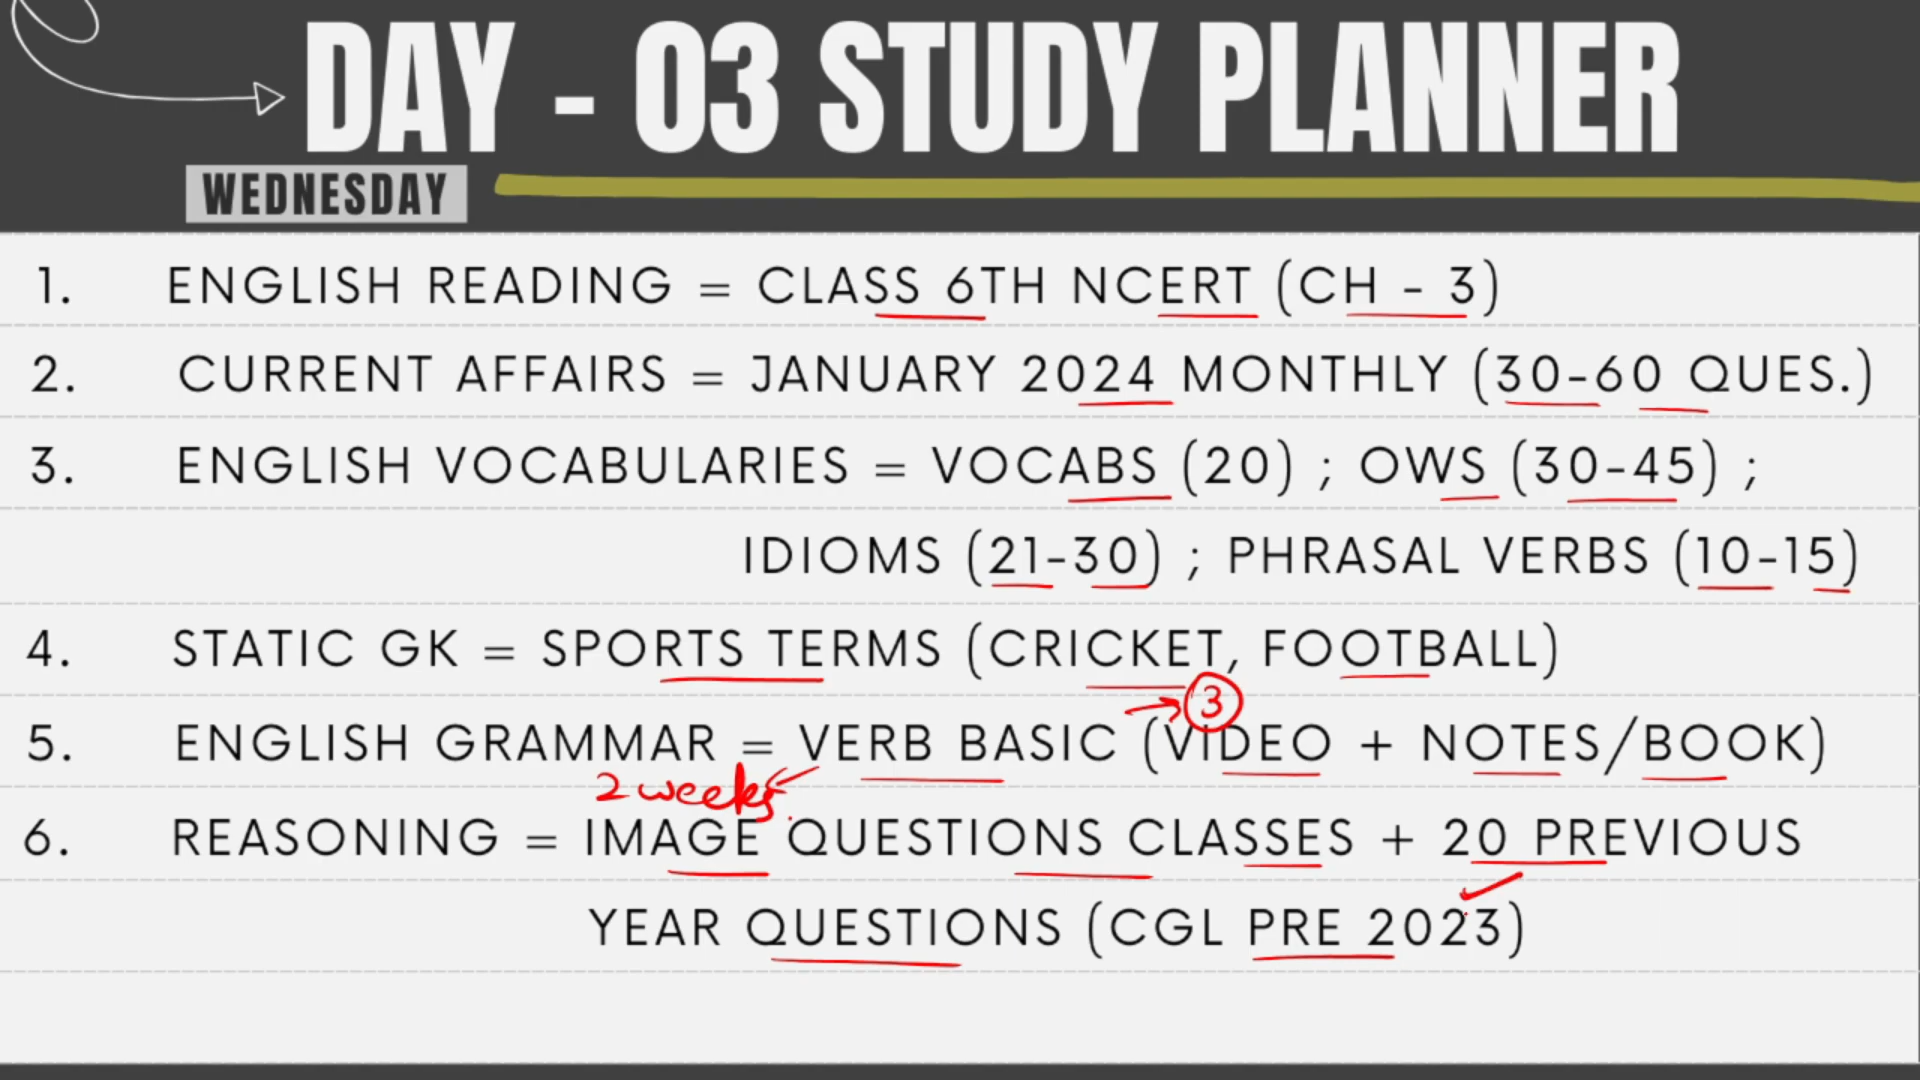 DAY - 03 STUDY PLANNER
WEDNESDAY
1. ENGLISH READING = CLASS 6TH NCERT (CH - 3)
2. CURRENT AFFAIRS = JANUARY 2024 MONTHLY (30-60 QUES.)
3. ENGLISH VOCABULARIES = VOCABS (20) ; OWS (30-45) ;
IDIOMS (21-30) ; PHRASAL VERBS (10-15)
4. STATIC GK = SPORTS TERMS (CRICKET, FOOTBALL)
3
5. ENGLISH GRAMMAR = VERB BASIC (VIDEO + NOTES/BOOK)
2 weeks
6. REASONING = IMAGE QUESTIONS CLASSES + 20 PREVIOUS
YEAR QUESTIONS (CGL PRE 2023)